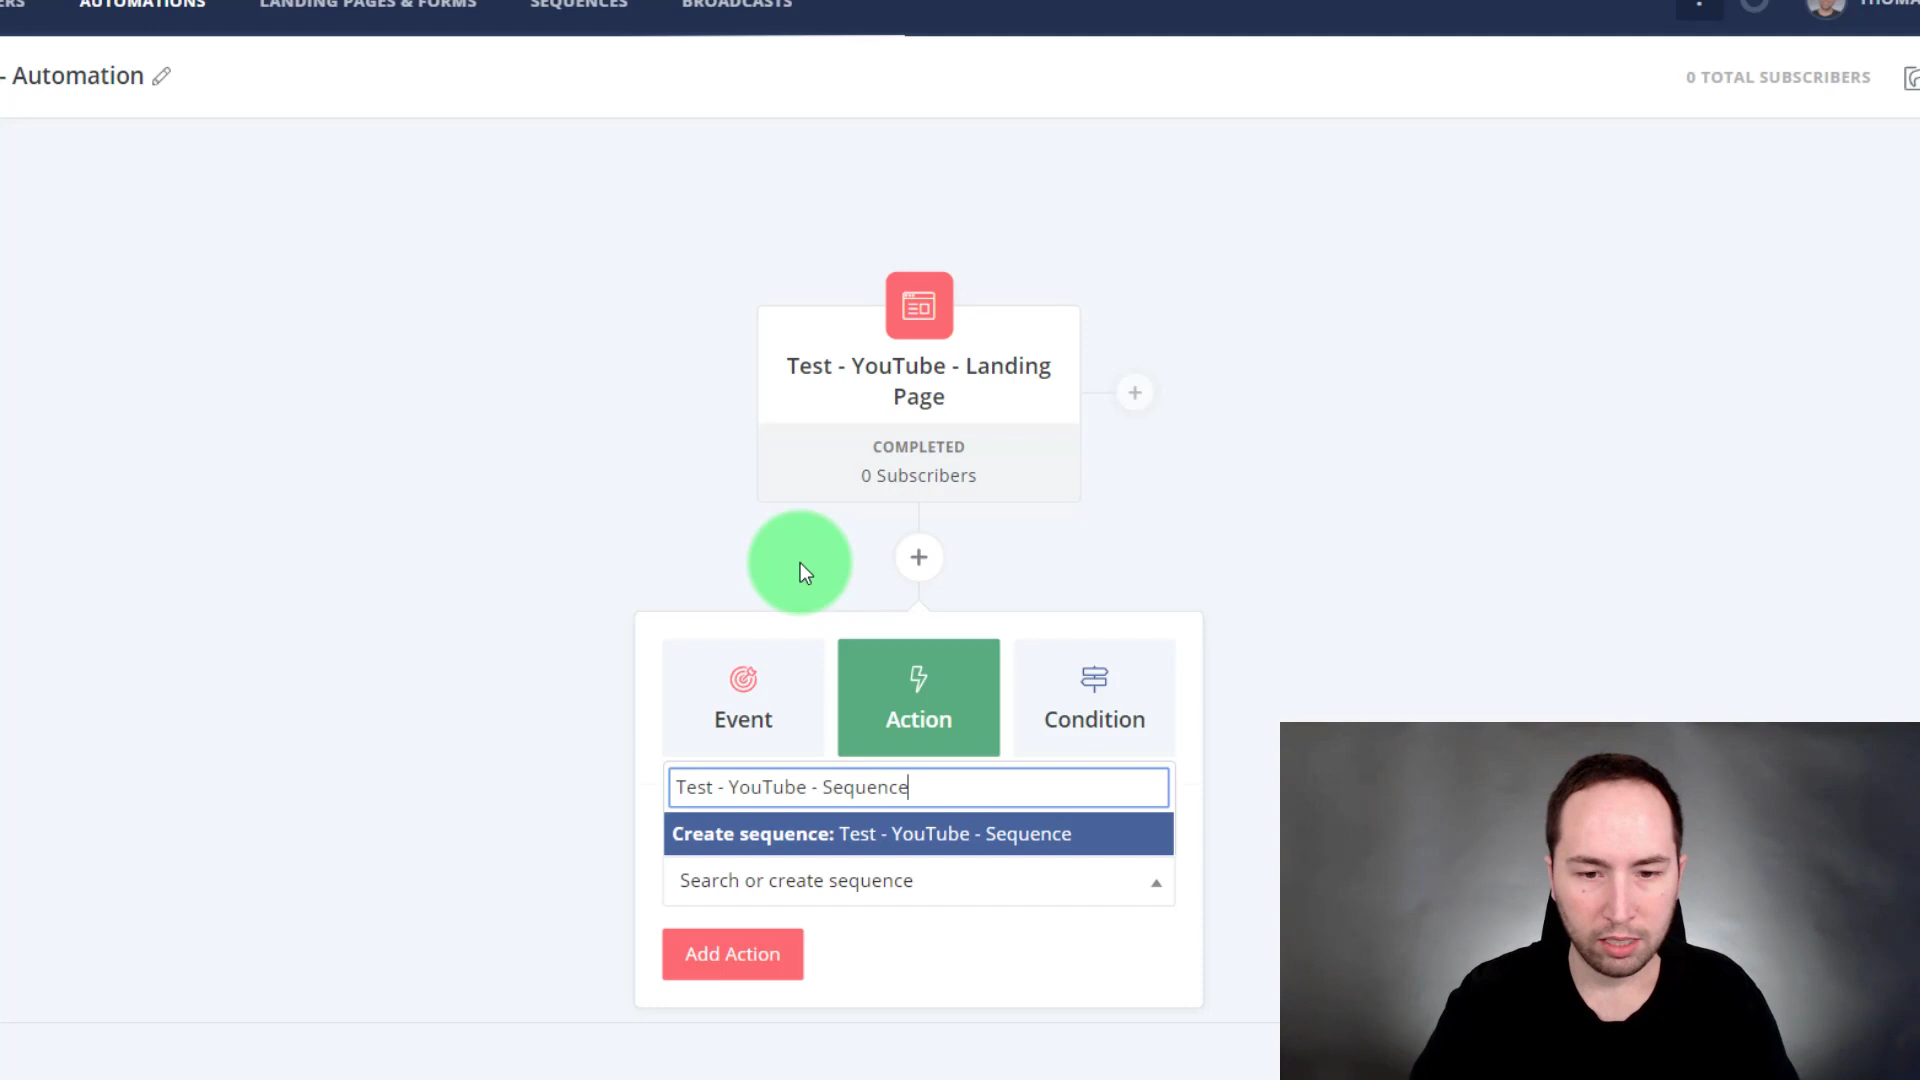 AUTOMATIONS LANDING PAGES & FORMS SEQUENCES BROADCASTS
- Automation
0 TOTAL SUBSCRIBERS
Test - YouTube - Landing
Page
COMPLETED
0 Subscribers
+
+
Event
Action
Condition
Test - YouTube - Sequence
Create sequence: Test - YouTube - Sequence
Search or create sequence
Add Action